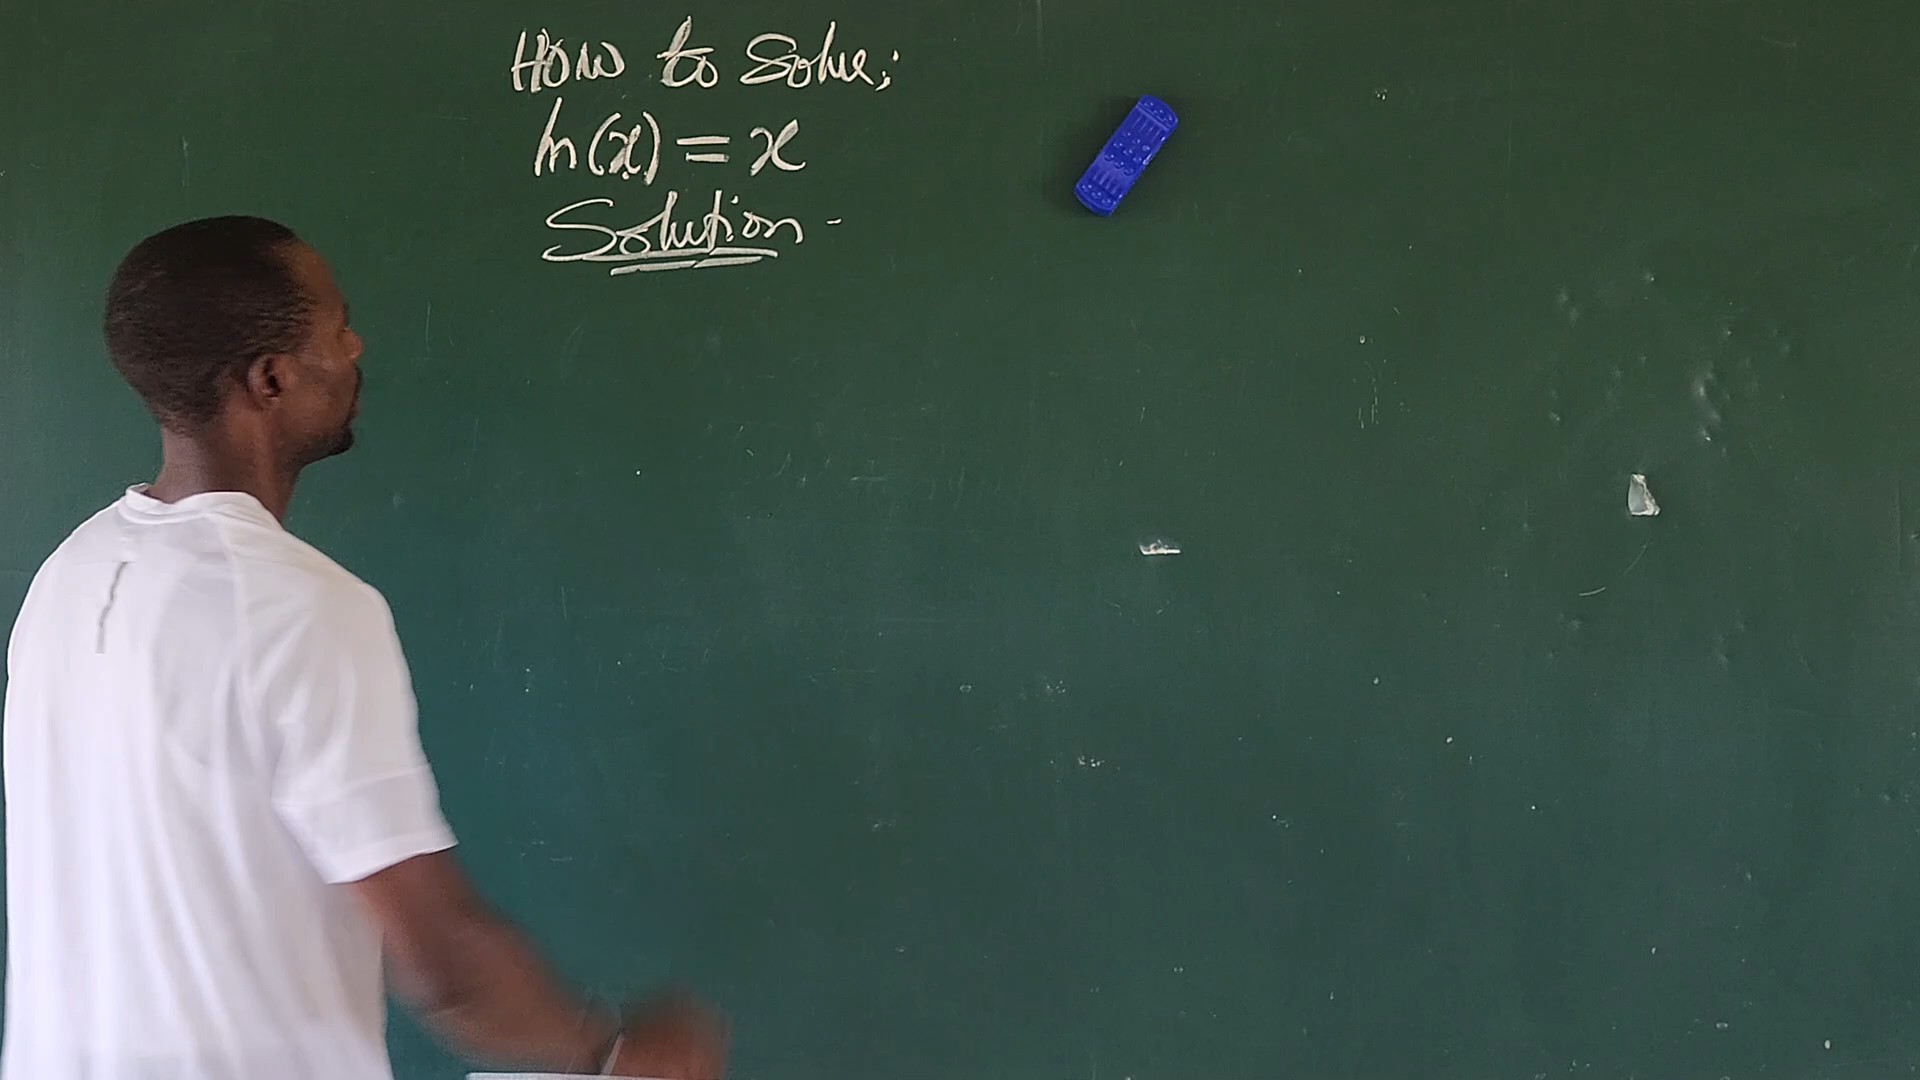 How to Solve;
ln(x) = x
Solution -